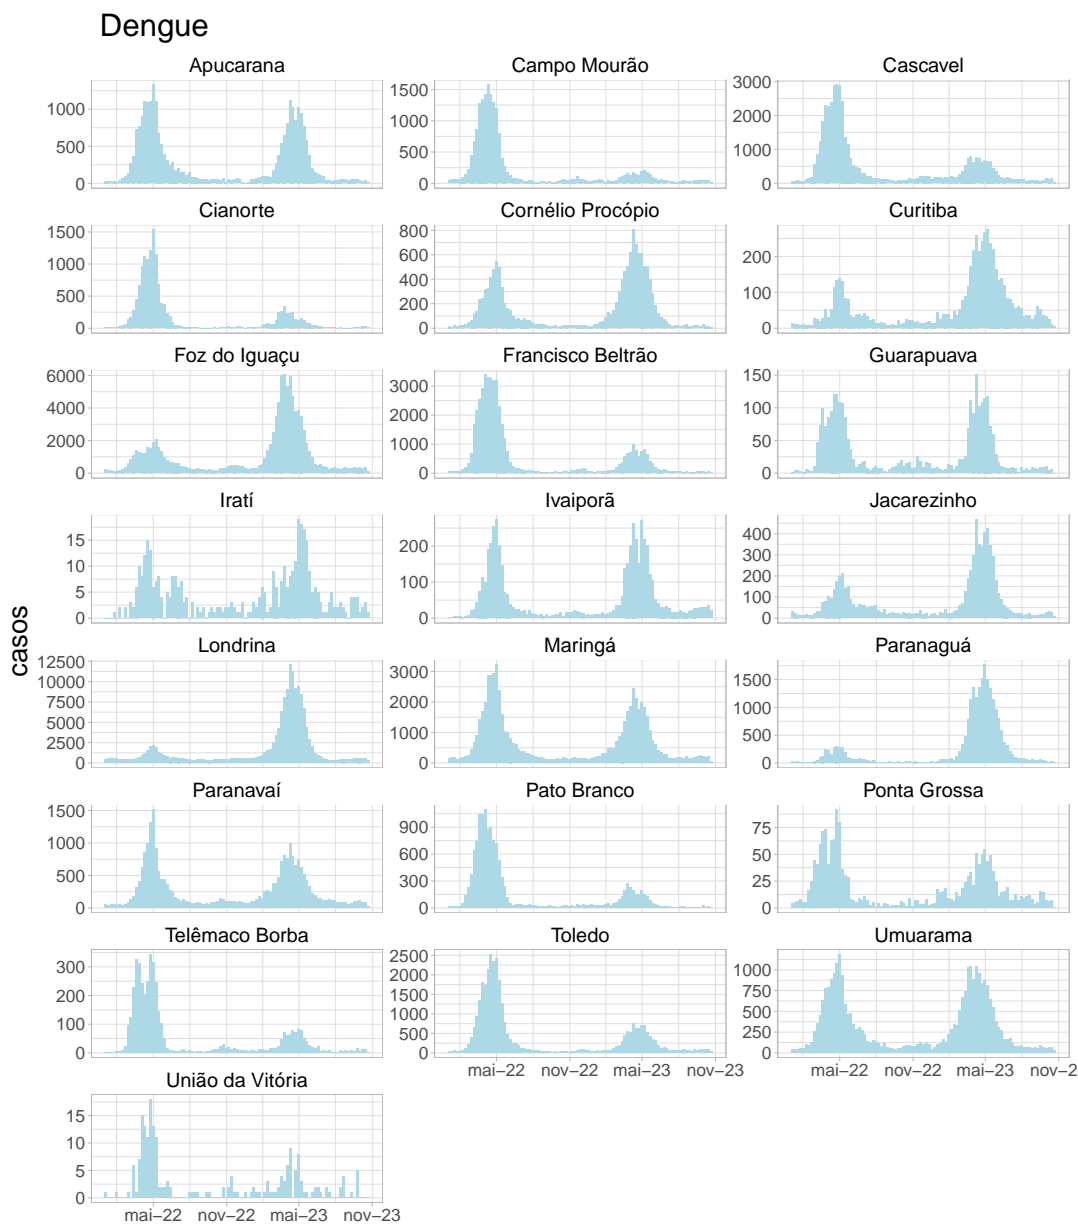 Dengue
casos
Apucarana Campo Mourão Cascavel
1000 1500 3000
500 1000 2000
0 500 1000
0 0
Cianorte Cornélio Procópio Curitiba
1500 800 200
1000 600 100
500 400 0
0 200
0
Foz do Iguaçu Francisco Beltrão Guarapuava
6000 3000 150
4000 2000 100
2000 1000 50
0 0 0
Iratí Ivaiporã Jacarezinho
15 200 400
10 100 300
5 0 200
0 100
0
Londrina Maringá Paranaguá
12500 3000 1500
10000 2000 1000
7500 1000 500
5000 0 0
2500
0
Paranavaí Pato Branco Ponta Grossa
1500 900 75
1000 600 50
500 300 25
0 0 0
Telêmaco Borba Toledo Umuarama
300 2500 1000
200 2000 750
100 1500 500
0 1000 250
500 0
0
mai−22 nov−22 mai−23 nov−23 mai−22 nov−22 mai−23 nov−2
União da Vitória
15
10
5
0
mai−22 nov−22 mai−23 nov−23